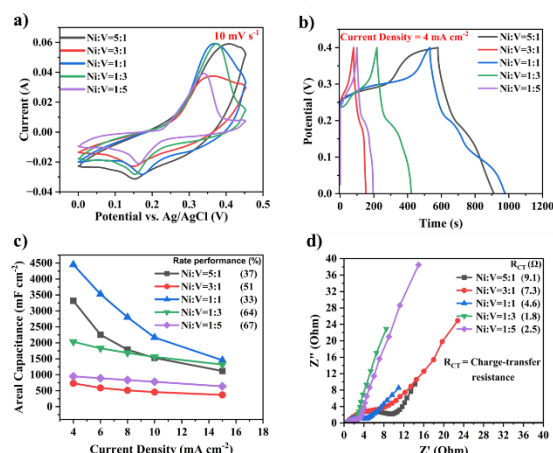 a)
10 mV s⁻¹
Ni:V=5:1
Ni:V=3:1
Ni:V=1:1
Ni:V=1:3
Ni:V=1:5
Current (A)
0.06
0.04
0.02
0.00
−0.02
−0.04
0.0 0.1 0.2 0.3 0.4 0.5
Potential vs. Ag/AgCl (V)
b)
Current Density = 4 mA cm⁻²
Ni:V=5:1
Ni:V=3:1
Ni:V=1:1
Ni:V=1:3
Ni:V=1:5
Potential (V)
0.4
0.3
0.2
0.1
0.0
0 200 400 600 800 1000 1200
Time (s)
c)
Rate performance (%)
Ni:V=5:1 (37)
Ni:V=3:1 (51)
Ni:V=1:1 (33)
Ni:V=1:3 (64)
Ni:V=1:5 (67)
Areal Capacitance (mF cm⁻²)
4500
4000
3500
3000
2500
2000
1500
1000
500
0
4 6 8 10 12 14 16
Current Density (mA cm⁻²)
d)
R_CT (Ω)
Ni:V=5:1 (9.1)
Ni:V=3:1 (7.3)
Ni:V=1:1 (4.6)
Ni:V=1:3 (1.8)
Ni:V=1:5 (2.5)
R_CT = Charge-transfer
resistance
Z'' (Ohm)
40
35
30
25
20
15
10
5
0
0 4 8 12 16 20 24 28 32 36 40
Z' (Ohm)